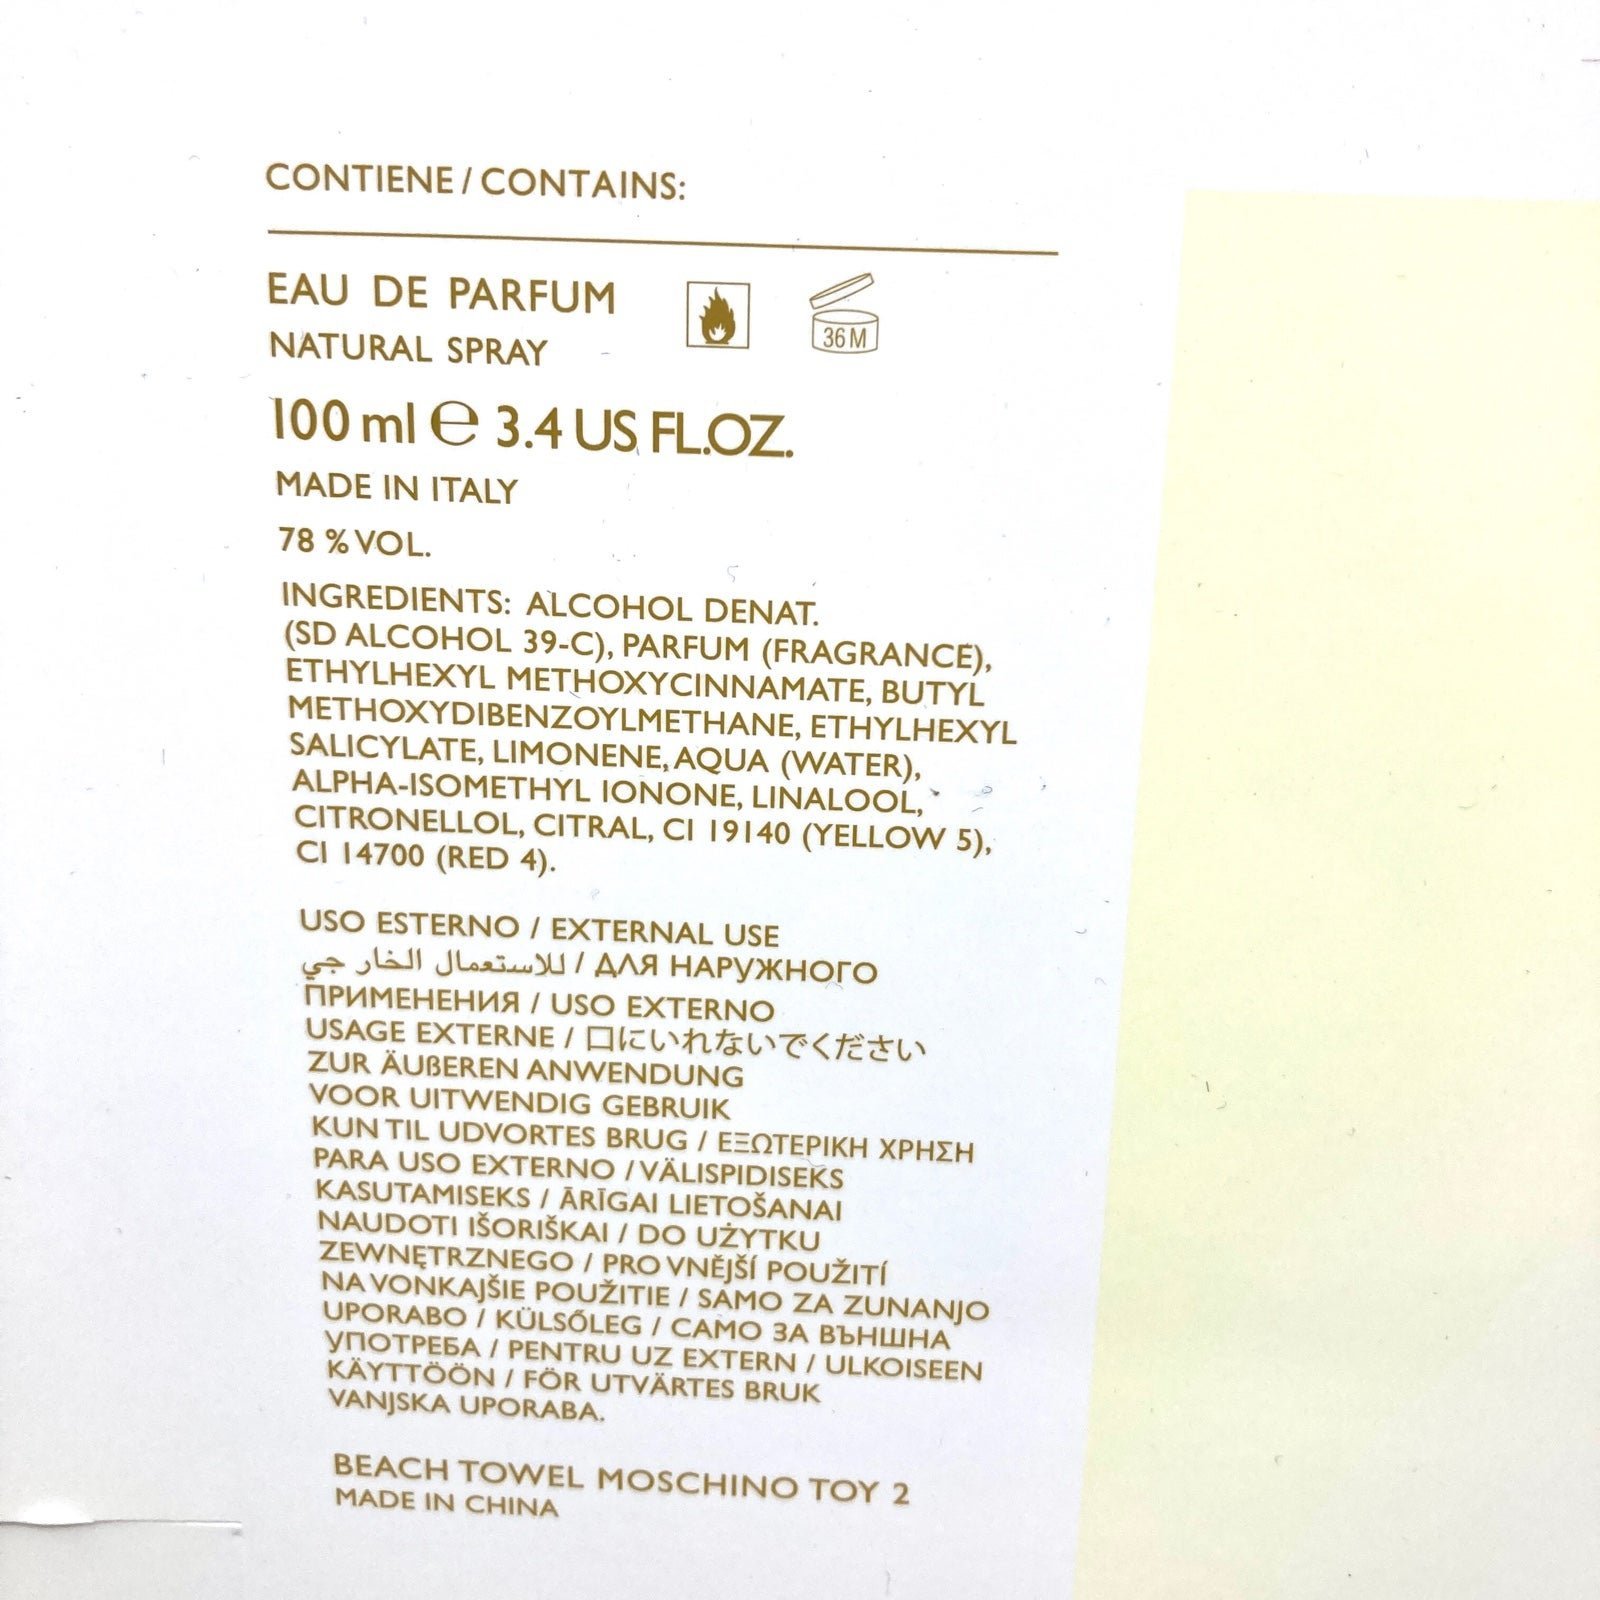 CONTIENE / CONTAINS:
EAU DE PARFUM
NATURAL SPRAY
36 M
100 ml ℮ 3.4 US FL.OZ.
MADE IN ITALY
78 % VOL.
INGREDIENTS: ALCOHOL DENAT.
(SD ALCOHOL 39-C), PARFUM (FRAGRANCE),
ETHYLHEXYL METHOXYCINNAMATE, BUTYL
METHOXYDIBENZOYLMETHANE, ETHYLHEXYL
SALICYLATE, LIMONENE, AQUA (WATER),
ALPHA-ISOMETHYL IONONE, LINALOOL,
CITRONELLOL, CITRAL, CI 19140 (YELLOW 5),
CI 14700 (RED 4).
USO ESTERNO / EXTERNAL USE
للاستعمال الخار جي / ДЛЯ НАРУЖНОГО
ПРИМЕНЕНИЯ / USO EXTERNO
USAGE EXTERNE / 口にいれないでください
ZUR ÄUßEREN ANWENDUNG
VOOR UITWENDIG GEBRUIK
KUN TIL UDVORTES BRUG / ΕΞΩΤΕΡΙΚΗ ΧΡΗΣΗ
PARA USO EXTERNO / VÄLISPIDISEKS
KASUTAMISEKS / ĀRĪGAI LIETOŠANAI
NAUDOTI IŠORIŠKAI / DO UŻYTKU
ZEWNĘTRZNEGO / PRO VNĚJŠÍ POUŽITÍ
NA VONKAJŠIE POUŽITIE / SAMO ZA ZUNANJO
UPORABO / KÜLSŐLEG / САМО ЗА ВЪНШНА
УПОТРЕБА / PENTRU UZ EXTERN / ULKOISEEN
KÄYTTÖÖN / FÖR UTVÄRTES BRUK
VANJSKA UPORABA.
BEACH TOWEL MOSCHINO TOY 2
MADE IN CHINA